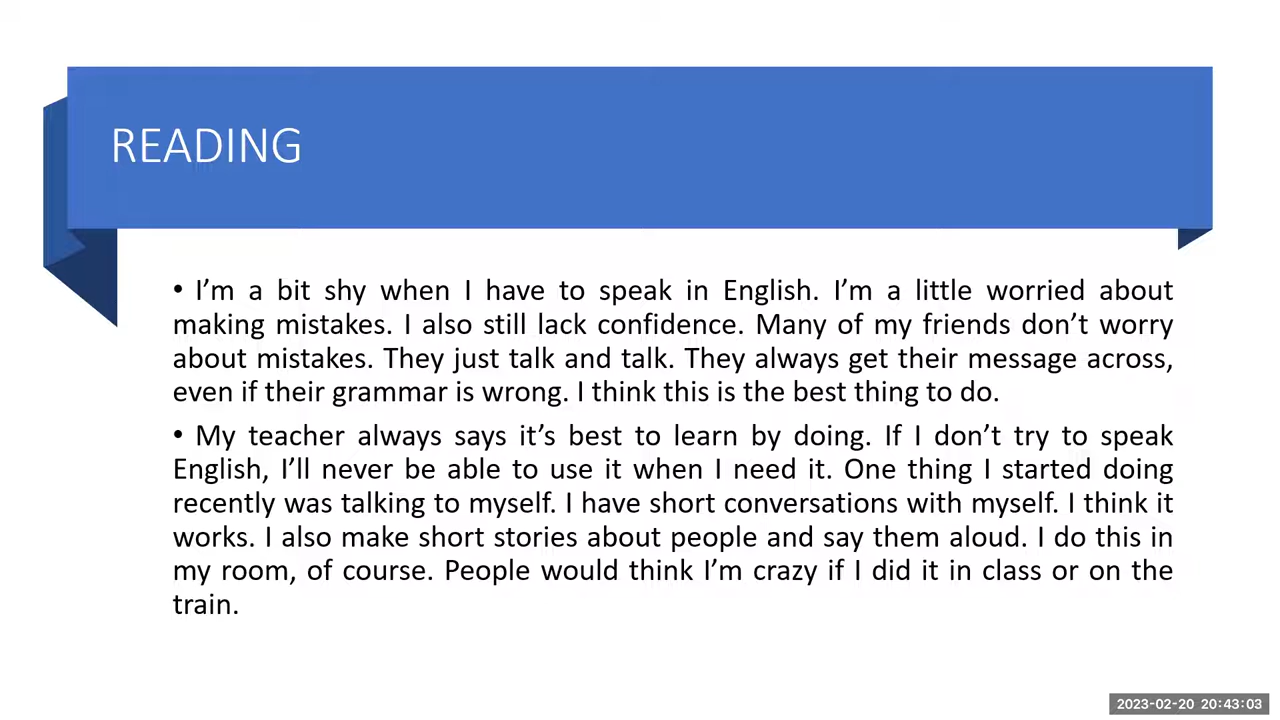 READING
• I’m a bit shy when I have to speak in English. I’m a little worried about
making mistakes. I also still lack confidence. Many of my friends don’t worry
about mistakes. They just talk and talk. They always get their message across,
even if their grammar is wrong. I think this is the best thing to do.
• My teacher always says it’s best to learn by doing. If I don’t try to speak
English, I’ll never be able to use it when I need it. One thing I started doing
recently was talking to myself. I have short conversations with myself. I think it
works. I also make short stories about people and say them aloud. I do this in
my room, of course. People would think I’m crazy if I did it in class or on the
train.
2023-02-20 20:43:03